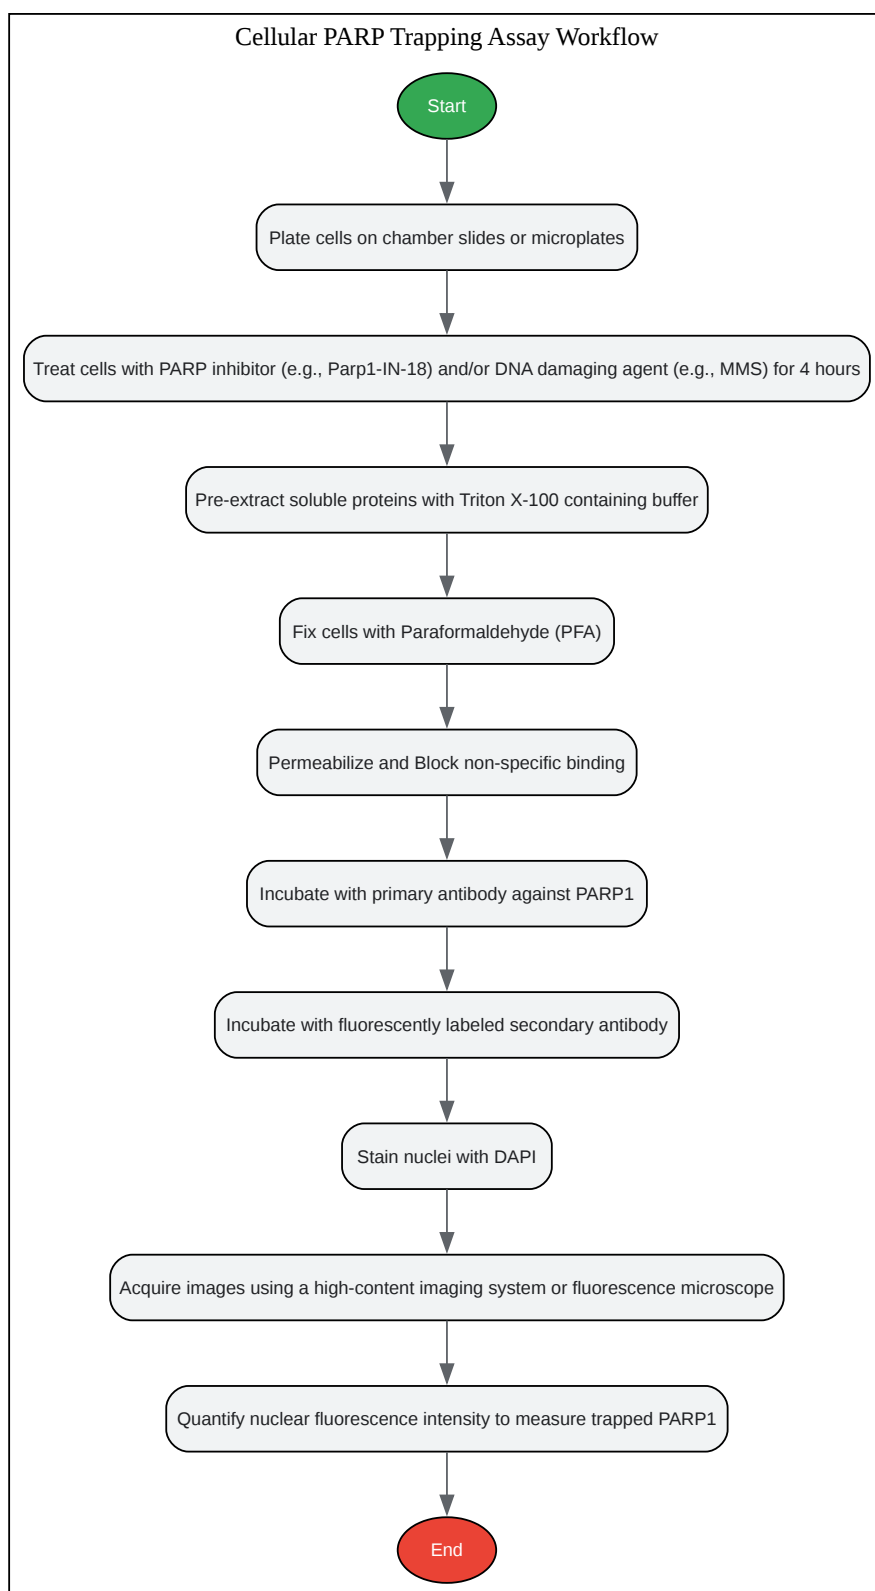 Cellular PARP Trapping Assay Workflow
Start
Plate cells on chamber slides or microplates
Treat cells with PARP inhibitor (e.g., Parp1-IN-18) and/or DNA damaging agent (e.g., MMS) for 4 hours
Pre-extract soluble proteins with Triton X-100 containing buffer
Fix cells with Paraformaldehyde (PFA)
Permeabilize and Block non-specific binding
Incubate with primary antibody against PARP1
Incubate with fluorescently labeled secondary antibody
Stain nuclei with DAPI
Acquire images using a high-content imaging system or fluorescence microscope
Quantify nuclear fluorescence intensity to measure trapped PARP1
End